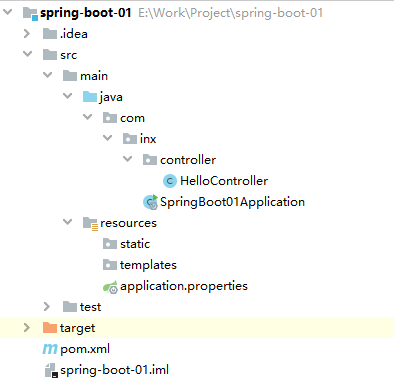 spring-boot-01 E:\Work\Project\spring-boot-01
.idea
src
main
java
com
inx
controller
HelloController
SpringBoot01Application
resources
static
templates
application.properties
test
target
pom.xml
spring-boot-01.iml